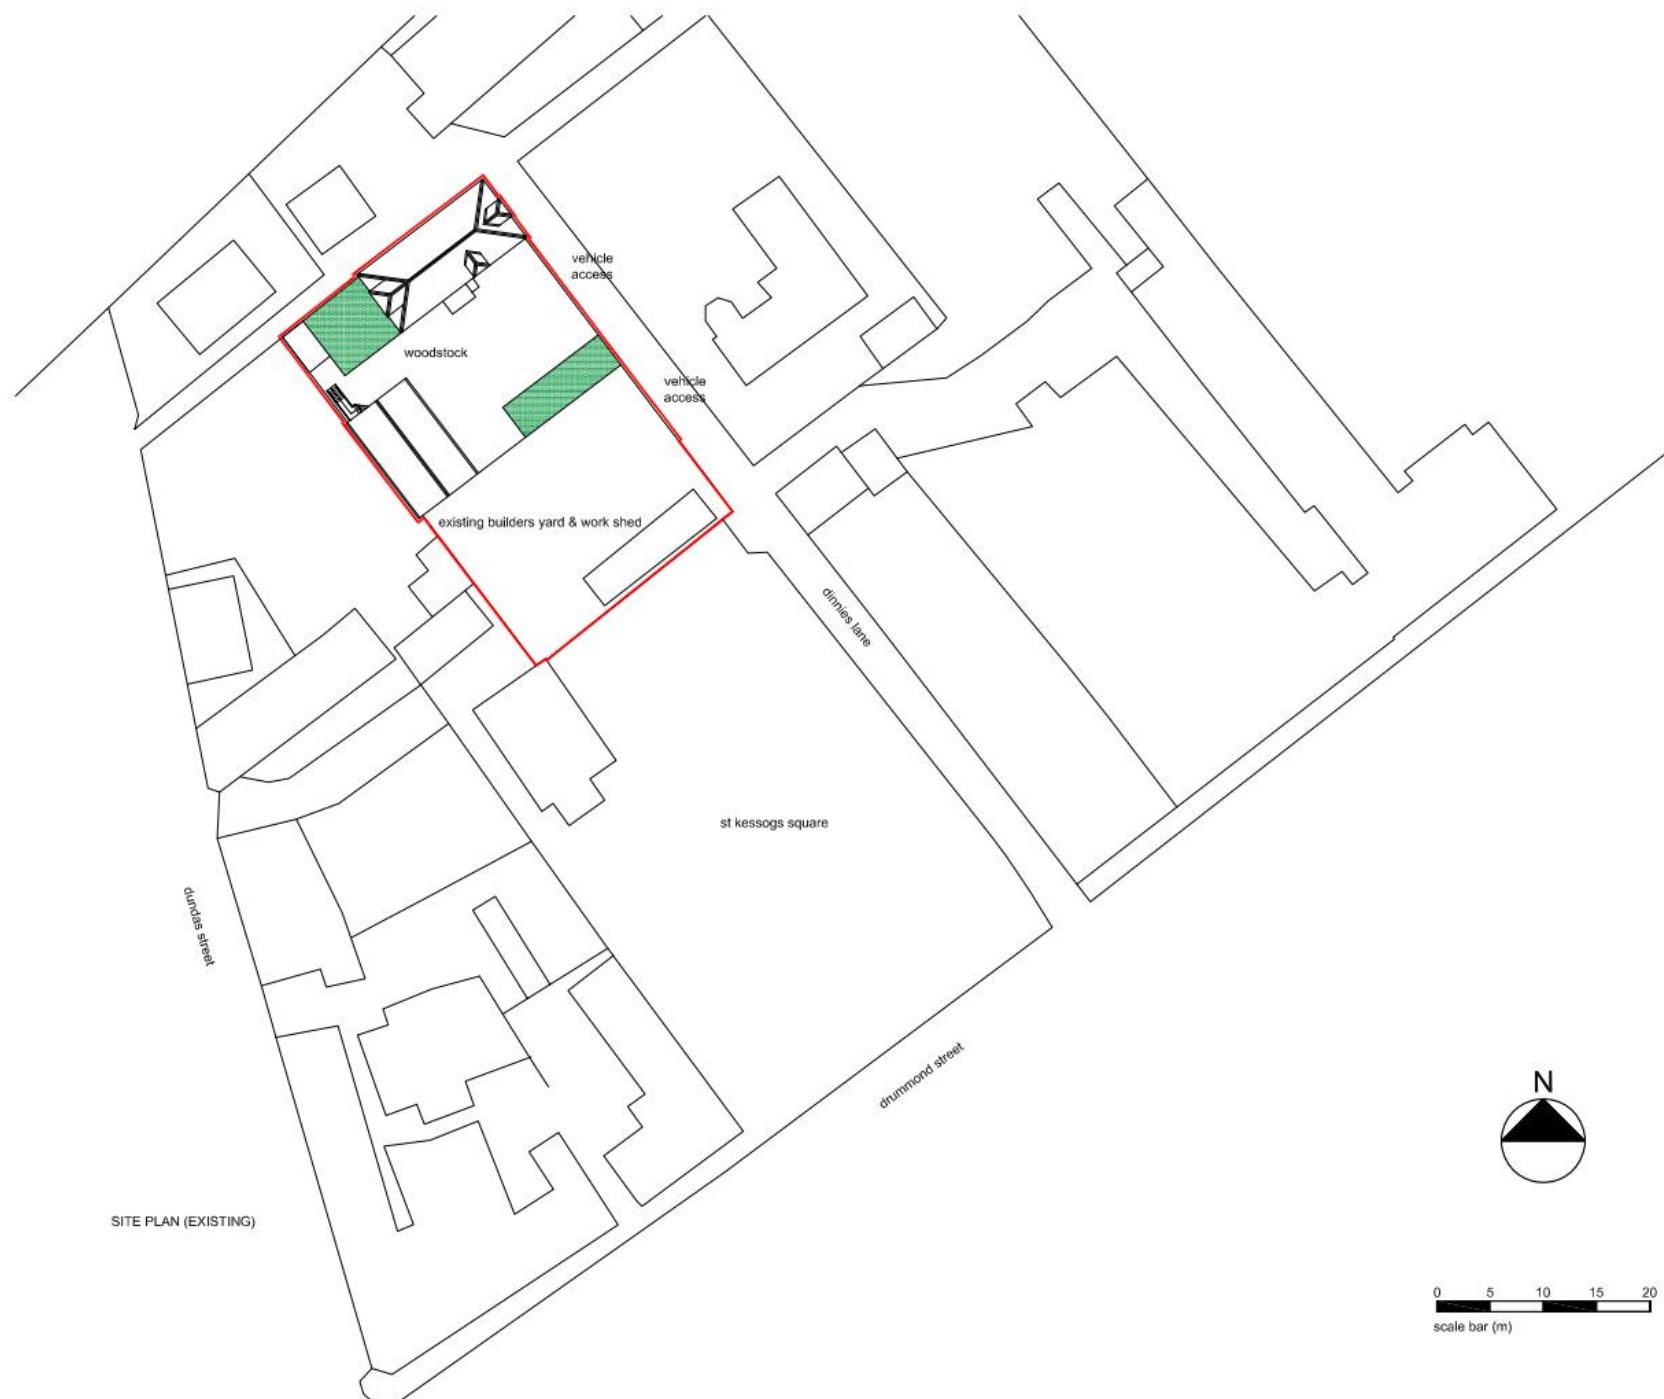 vehicle
access
woodstock
vehicle
access
existing builders yard & work shed
dinnies lane
st kessogs square
dundas street
drummond street
N
SITE PLAN (EXISTING)
0 5 10 15 20
scale bar (m)